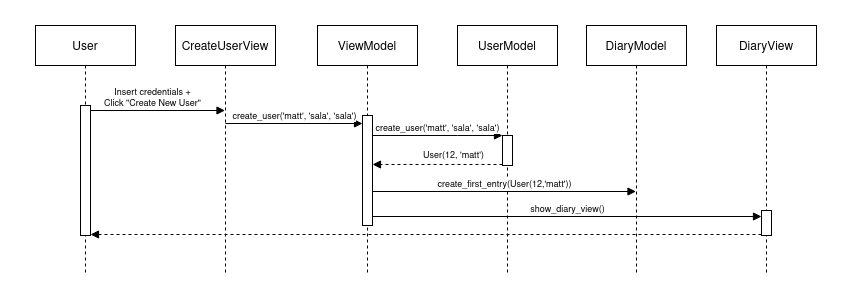 User
CreateUserView
ViewModel
UserModel
DiaryModel
DiaryView
Insert credentials +
Click "Create New User"
create_user('matt', 'sala', 'sala')
create_user('matt', 'sala', 'sala')
User(12, 'matt')
create_first_entry(User(12,'matt'))
show_diary_view()